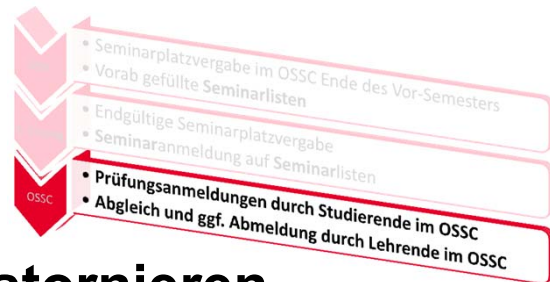 • Seminarplatzvergabe im OSSC Ende des Vor-Semesters
• Vorab gefüllte Seminarlisten
• Endgültige Seminarplatzvergabe
• Seminaranmeldung auf Seminarlisten
OSSC
• Prüfungsanmeldungen durch Studierende im OSSC
• Abgleich und ggf. Abmeldung durch Lehrende im OSSC